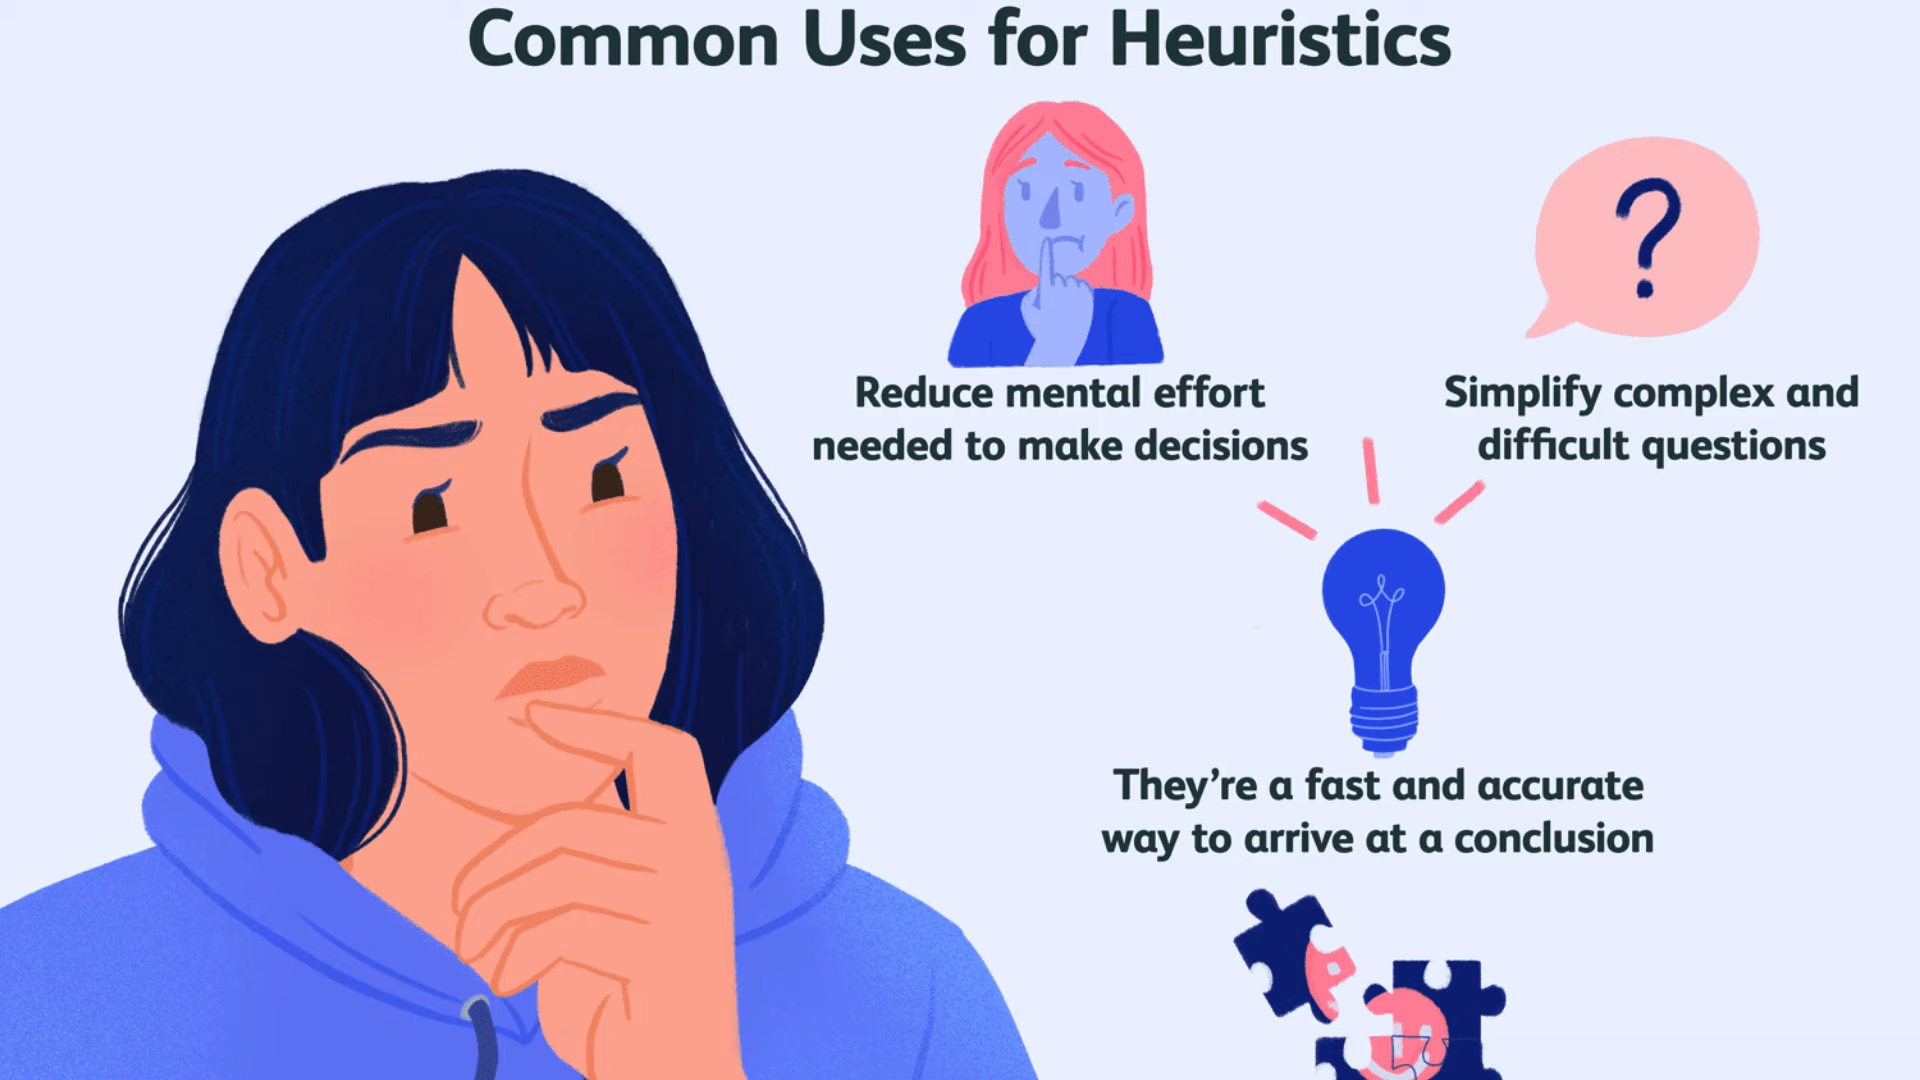 Common Uses for Heuristics
Reduce mental effort
needed to make decisions
Simplify complex and
difficult questions
They’re a fast and accurate
way to arrive at a conclusion